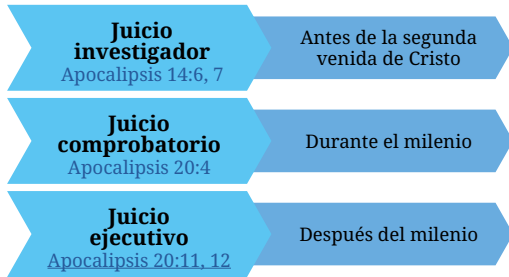 Juicio
investigador
Apocalipsis 14:6, 7
Antes de la segunda
venida de Cristo
Juicio
comprobatorio
Apocalipsis 20:4
Durante el milenio
Juicio
ejecutivo
Apocalipsis 20:11, 12
Después del milenio